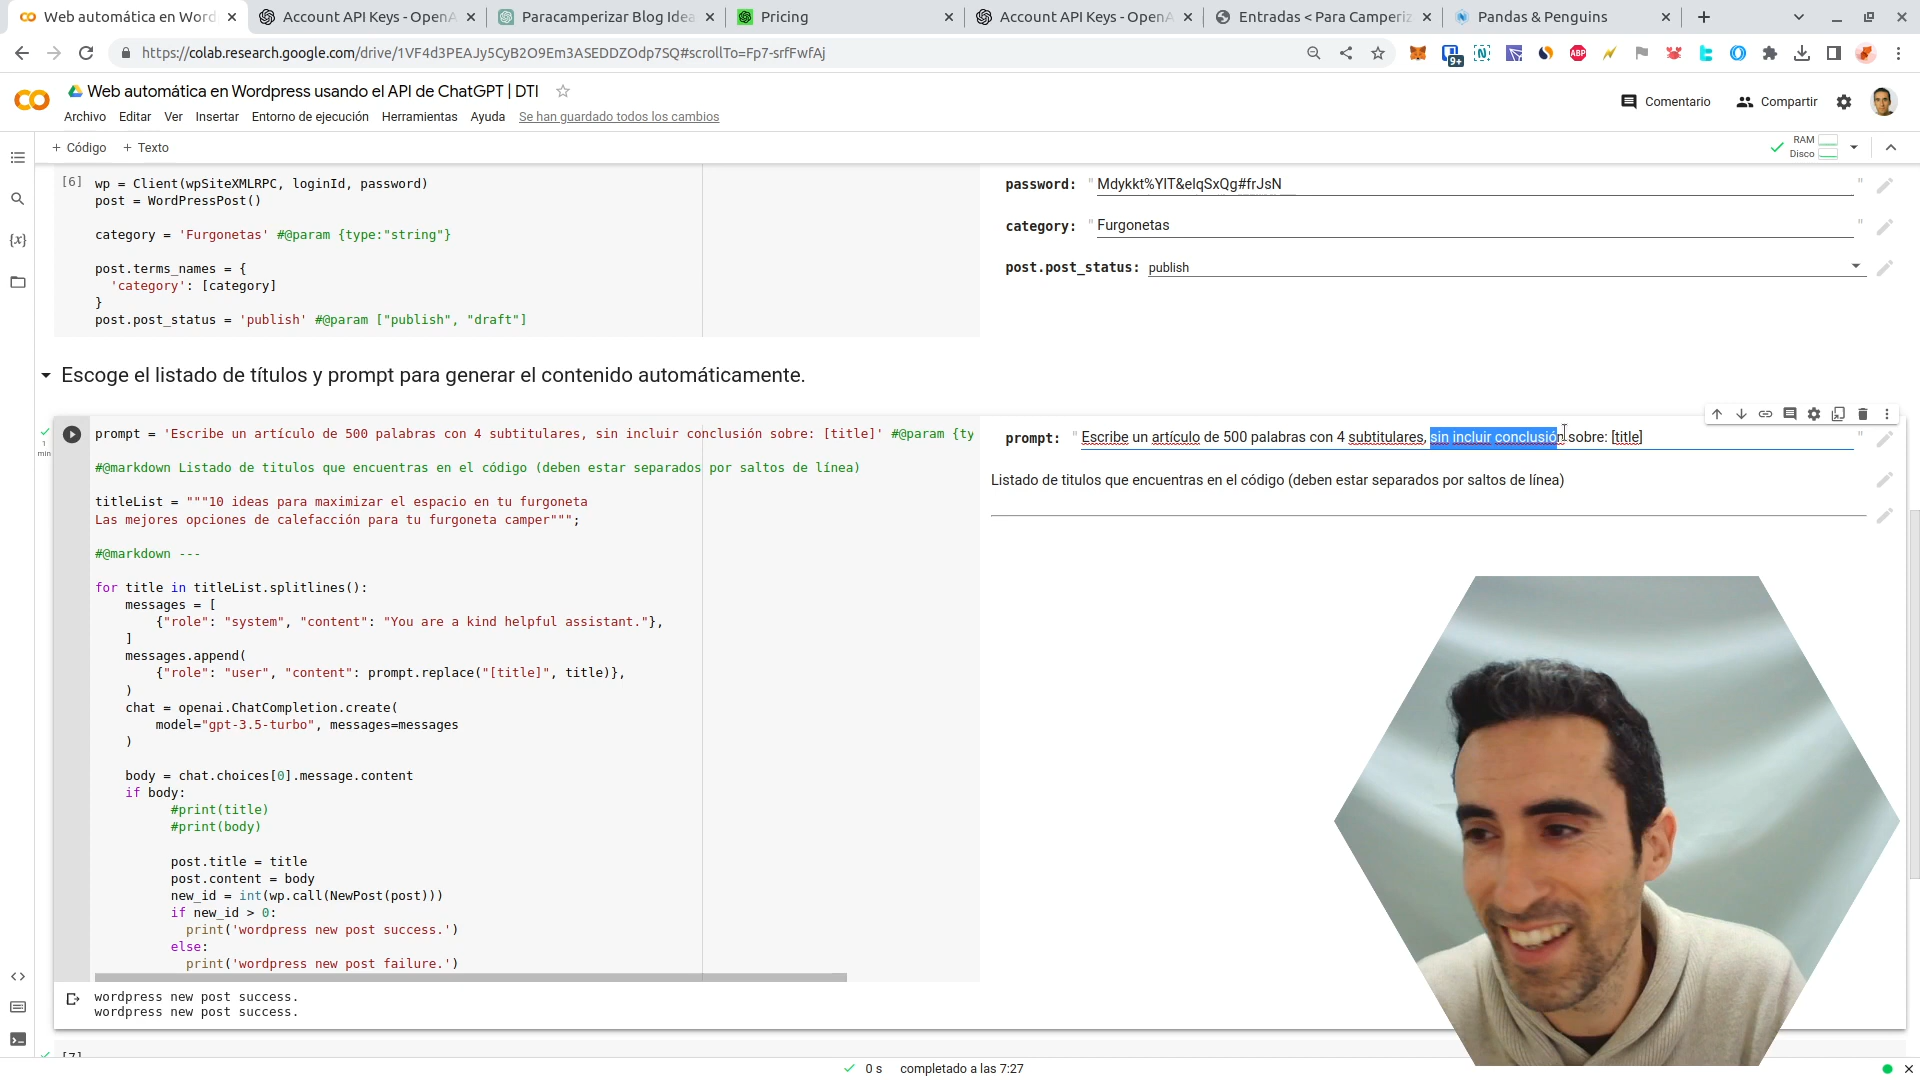 Web automática en Word
Account API Keys - OpenA
Paracamperizar Blog Idea
Pricing
Account API Keys - OpenA
Entradas < Para Camperiz
Pandas & Penguins
https://colab.research.google.com/drive/1VF4d3PEAJy5CyB2O9Em3ASEDDZOdp7SQ#scrollTo=Fp7-srfFwfAj
9+
ABP
Web automática en Wordpress usando el API de ChatGPT | DTI
Archivo Editar Ver Insertar Entorno de ejecución Herramientas Ayuda Se han guardado todos los cambios
Comentario
Compartir
+ Código + Texto
RAM
Disco
[6] wp = Client(wpSiteXMLRPC, loginId, password)
post = WordPressPost()
category = 'Furgonetas' #@param {type:"string"}
post.terms_names = {
'category': [category]
}
post.post_status = 'publish' #@param ["publish", "draft"]
password: "Mdykkt%YIT&eIqSxQg#frJsN"
category: "Furgonetas"
post.post_status: publish
Escoge el listado de títulos y prompt para generar el contenido automáticamente.
1
min
prompt = 'Escribe un artículo de 500 palabras con 4 subtitulares, sin incluir conclusión sobre: [title]' #@param {ty
#@markdown Listado de titulos que encuentras en el código (deben estar separados por saltos de línea)
titleList = """10 ideas para maximizar el espacio en tu furgoneta
Las mejores opciones de calefacción para tu furgoneta camper""";
#@markdown ---
for title in titleList.splitlines():
messages = [
{"role": "system", "content": "You are a kind helpful assistant."},
]
messages.append(
{"role": "user", "content": prompt.replace("[title]", title)},
)
chat = openai.ChatCompletion.create(
model="gpt-3.5-turbo", messages=messages
)
body = chat.choices[0].message.content
if body:
#print(title)
#print(body)
post.title = title
post.content = body
new_id = int(wp.call(NewPost(post)))
if new_id > 0:
print('wordpress new post success.')
else:
print('wordpress new post failure.')
prompt: "Escribe un artículo de 500 palabras con 4 subtitulares, sin incluir conclusión sobre: [title]"
Listado de titulos que encuentras en el código (deben estar separados por saltos de línea)
wordpress new post success.
wordpress new post success.
[7]
0 s completado a las 7:27